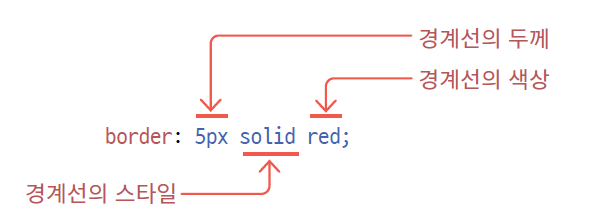 경계선의 두께
경계선의 색상
border: 5px solid red;
경계선의 스타일